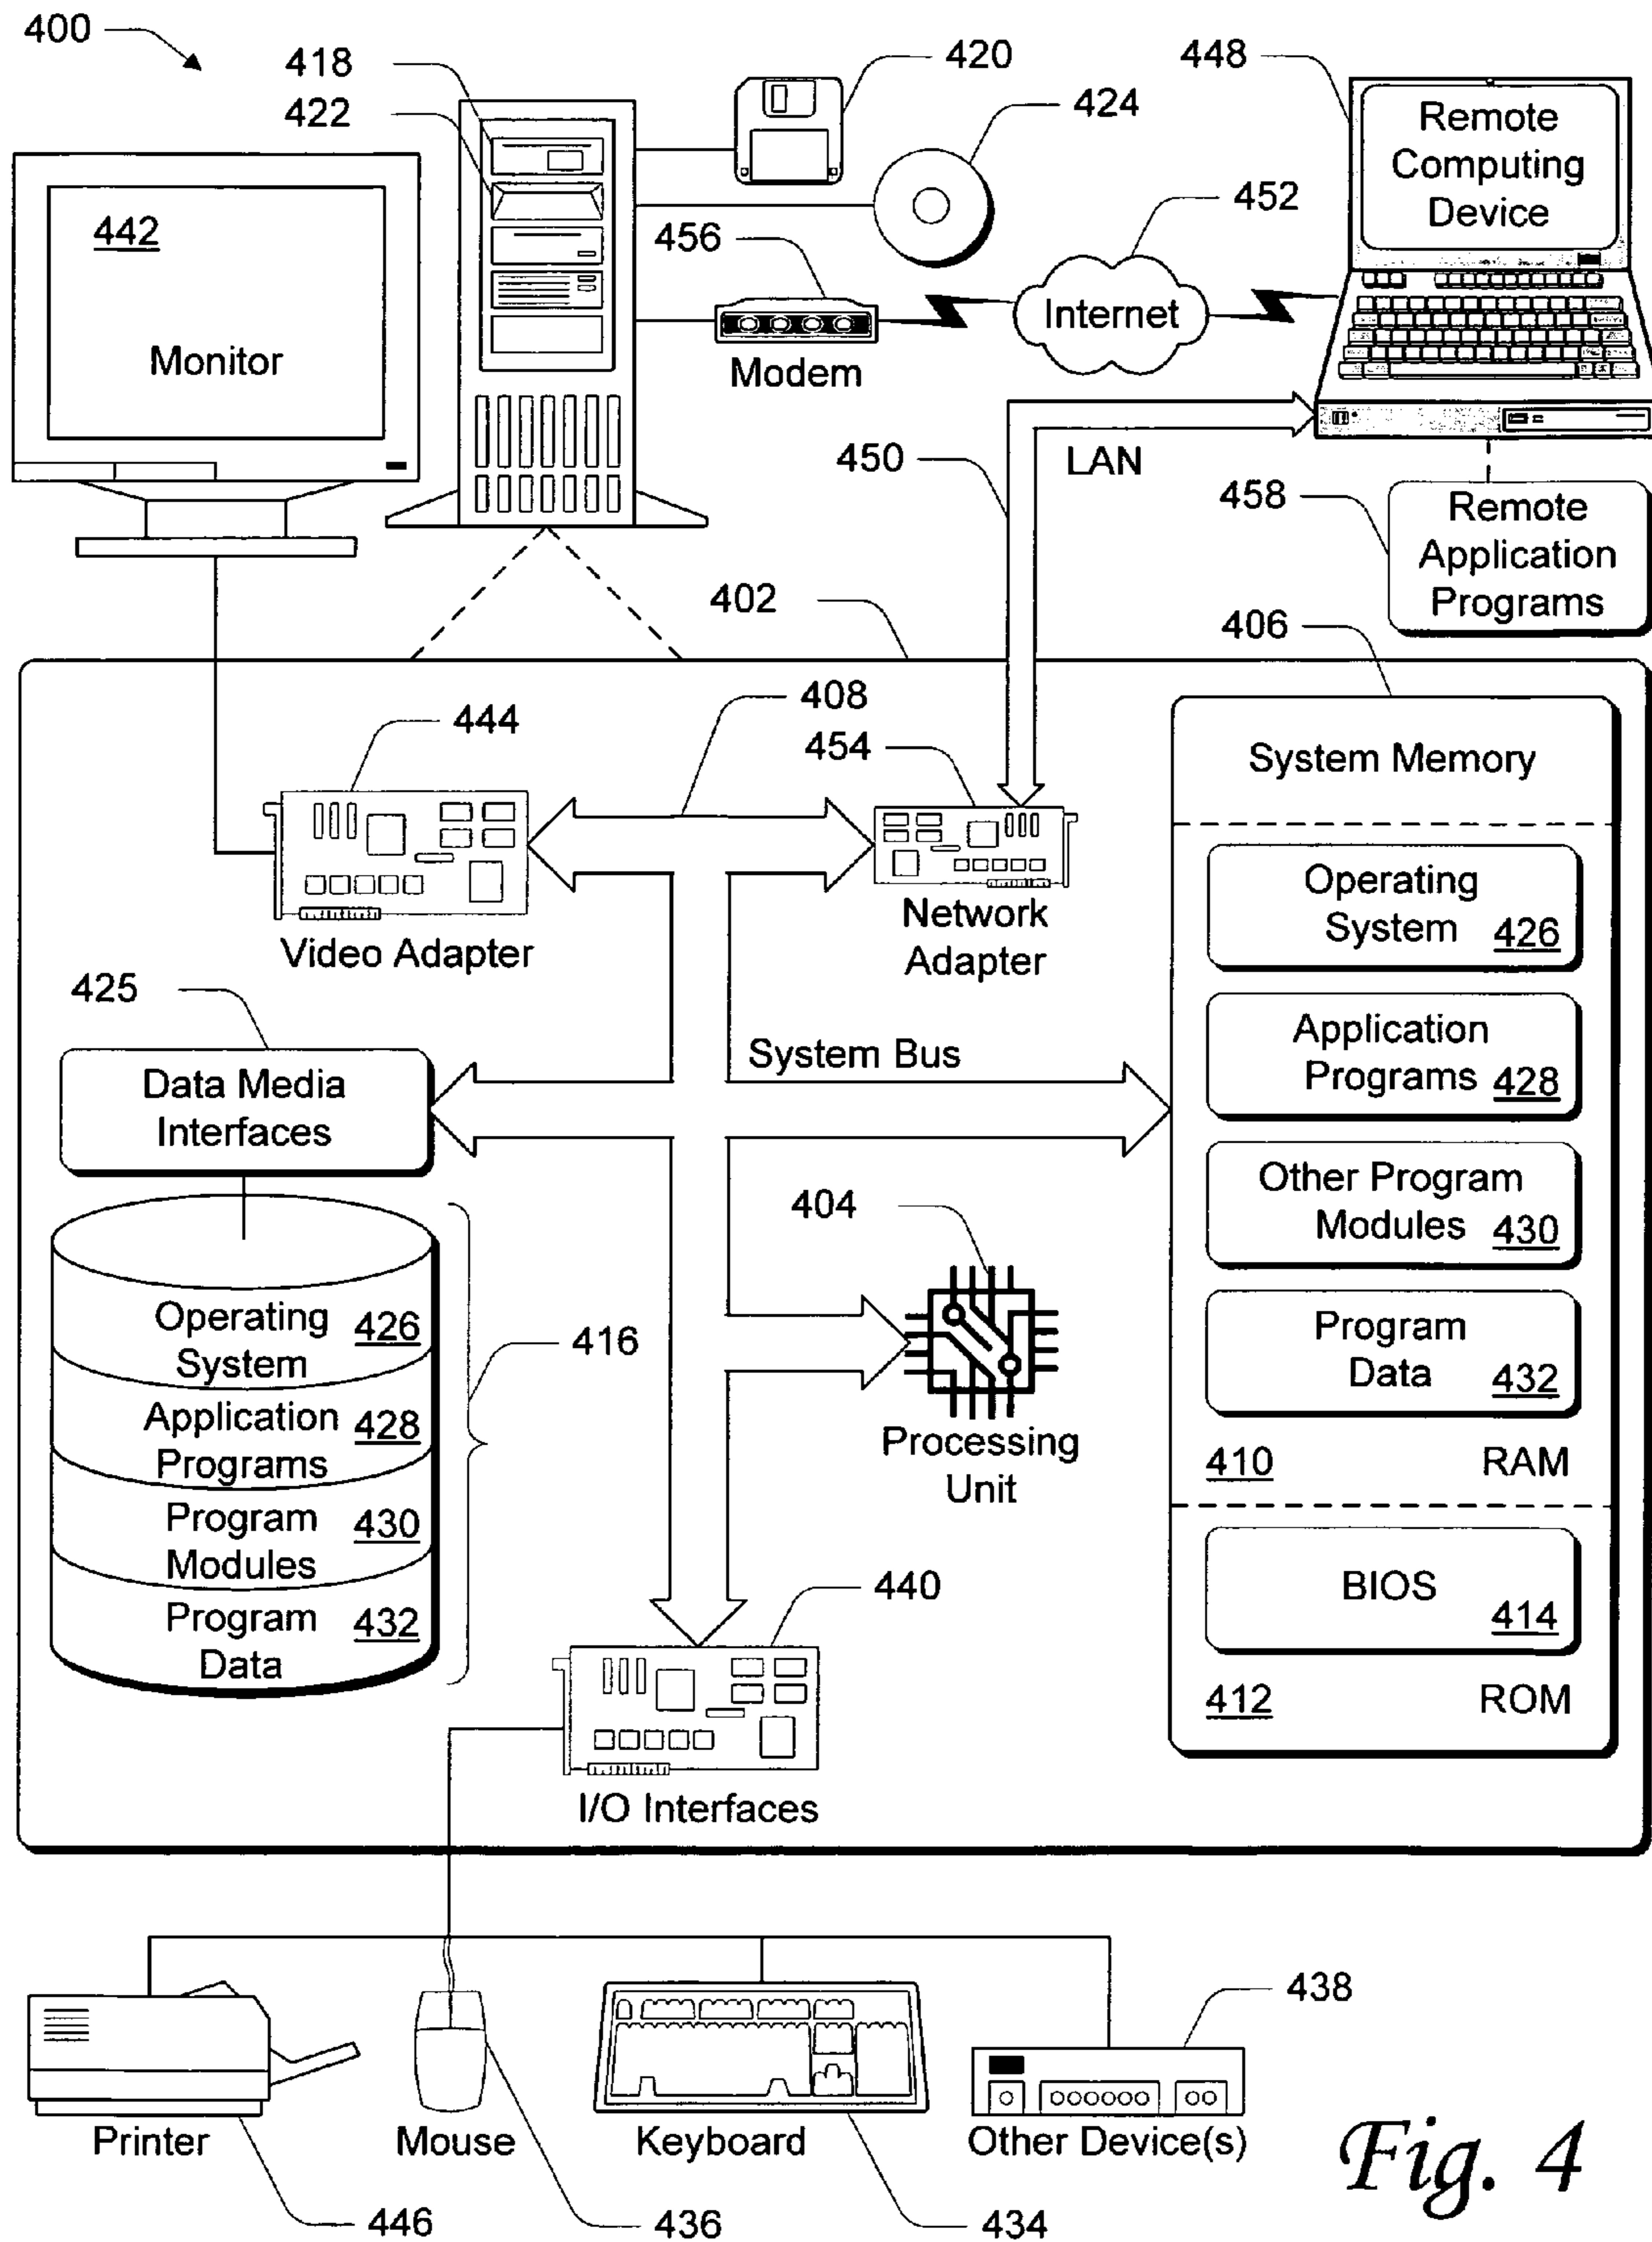 400
418
422
420
424
448
Remote
Computing
Device
442
Monitor
456
Modem
452
Internet
450
LAN
458
Remote
Application
Programs
402
406
408
444
454
System Memory
Video Adapter
Network
Adapter
Operating
System 426
425
Data Media
Interfaces
System Bus
Application
Programs 428
Other Program
Modules 430
404
Processing
Unit
Program
Data 432
410 RAM
Operating
System 426
416
Application
Programs 428
Program
Modules 430
Program
Data 432
440
I/O Interfaces
BIOS
414
412 ROM
438
Printer
Mouse
Keyboard
Other Device(s)
446
436
434
Fig. 4